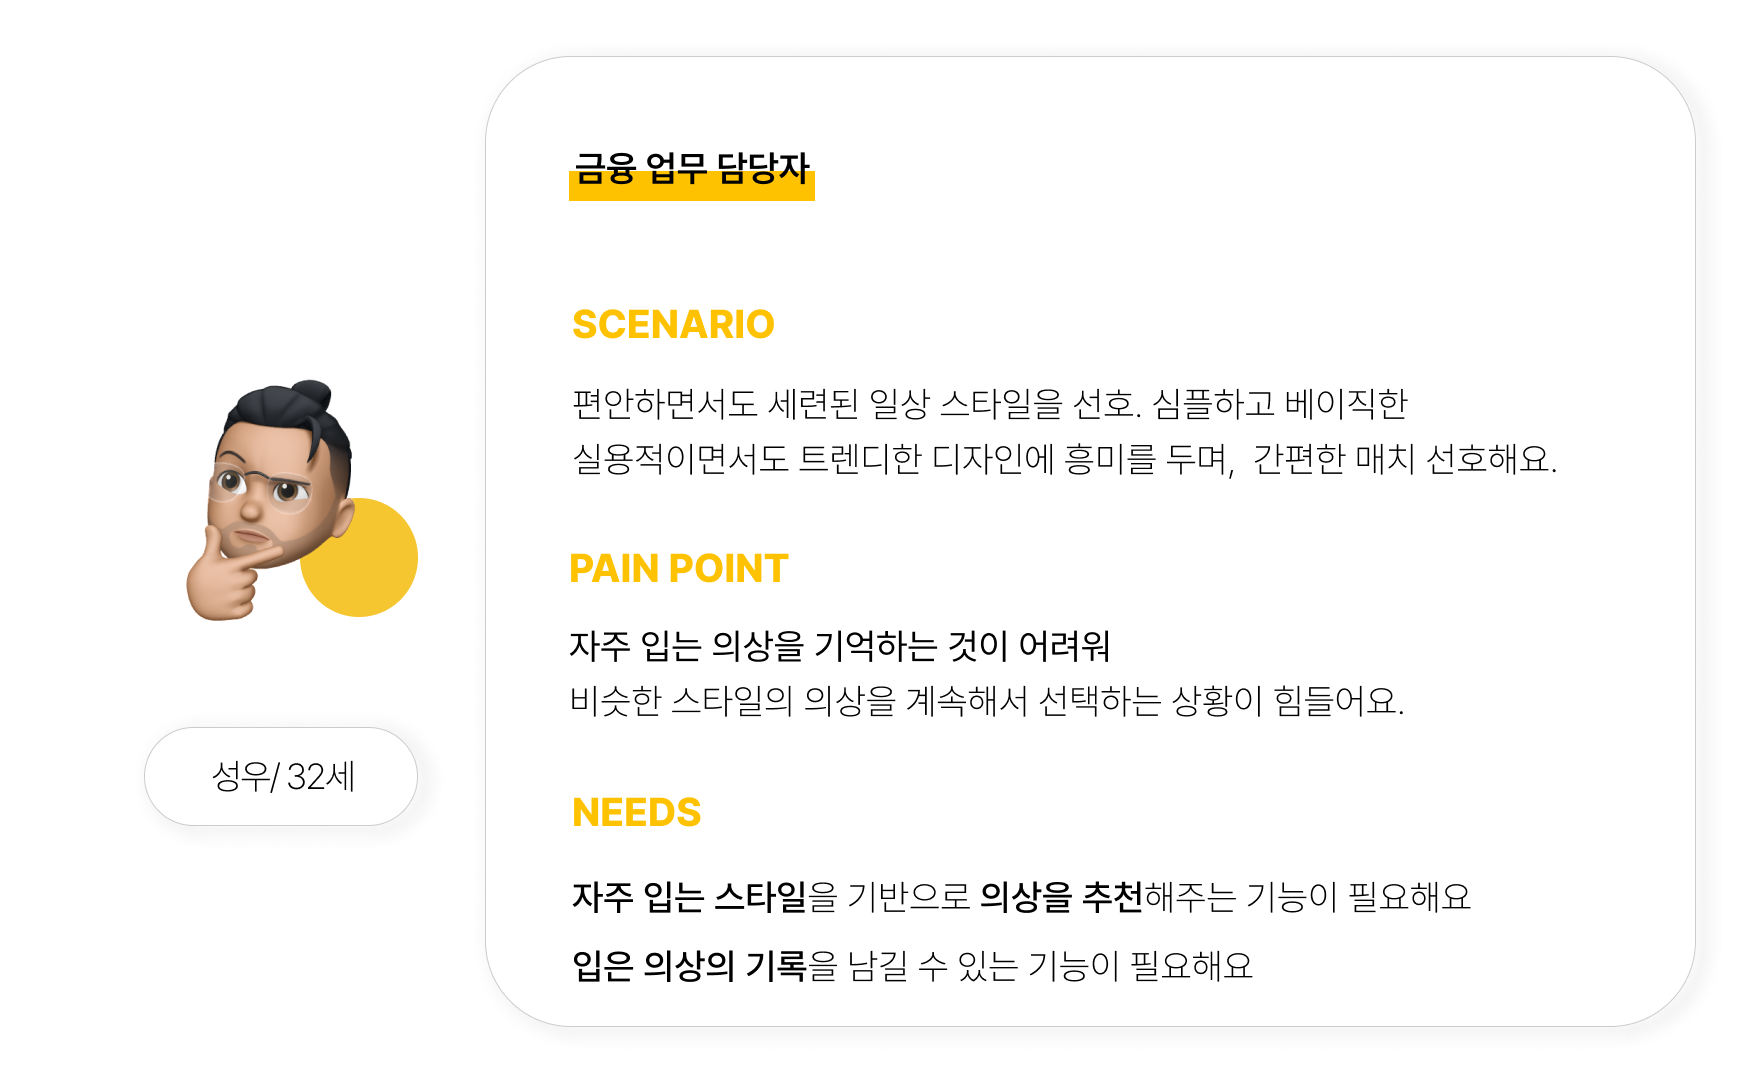 금융 업무 담당자
SCENARIO
편안하면서도 세련된 일상 스타일을 선호. 심플하고 베이직한
실용적이면서도 트렌디한 디자인에 흥미를 두며, 간편한 매치 선호해요.
PAIN POINT
자주 입는 의상을 기억하는 것이 어려워
비슷한 스타일의 의상을 계속해서 선택하는 상황이 힘들어요.
성우/ 32세
NEEDS
자주 입는 스타일을 기반으로 의상을 추천해주는 기능이 필요해요
입은 의상의 기록을 남길 수 있는 기능이 필요해요